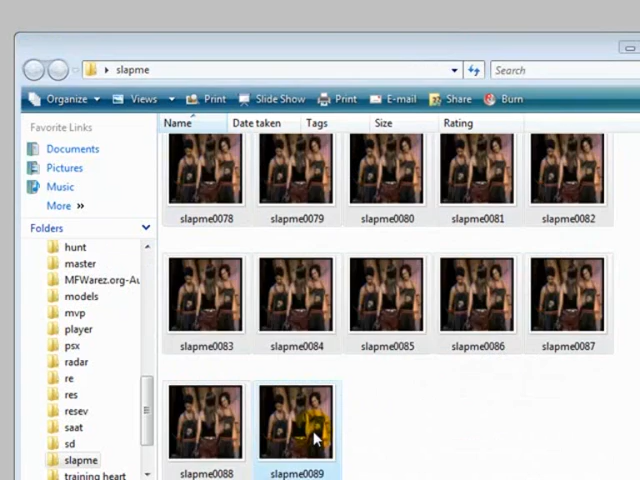 slapme
Search
Organize Views Print Slide Show Print E-mail Share Burn
Favorite Links
Documents
Pictures
Music
More »
Folders
hunt
master
MFWarez.org-Au
models
mvp
player
psx
radar
re
res
resev
saat
sd
slapme
training heart
Name Date taken Tags Size Rating
slapme0078 slapme0079 slapme0080 slapme0081 slapme0082
slapme0083 slapme0084 slapme0085 slapme0086 slapme0087
slapme0088 slapme0089